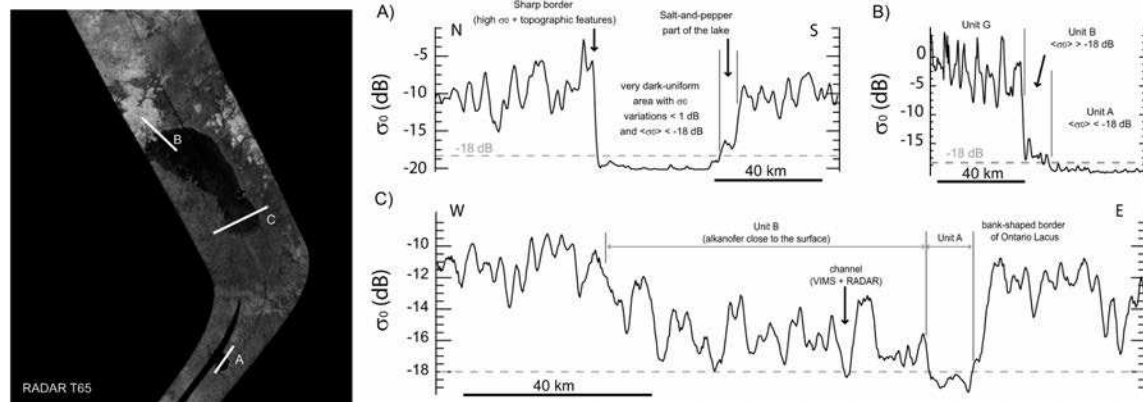 B
C
A
RADAR T65
A)
N
Sharp border
(high σ0 + topographic features)
Salt-and-pepper
part of the lake
S
very dark-uniform
area with σ0
variations < 1 dB
and <σ0> < -18 dB
-18 dB
40 km
σ0 (dB)
-5
-10
-15
-20
B)
Unit G
Unit B
<σ0> > -18 dB
Unit A
<σ0> < -18 dB
-18 dB
40 km
σ0 (dB)
0
-5
-10
-15
C)
W
E
Unit B
(alkanofer close to the surface)
Unit A
bank-shaped border
of Ontario Lacus
channel
(VIMS + RADAR)
40 km
σ0 (dB)
-10
-12
-14
-16
-18